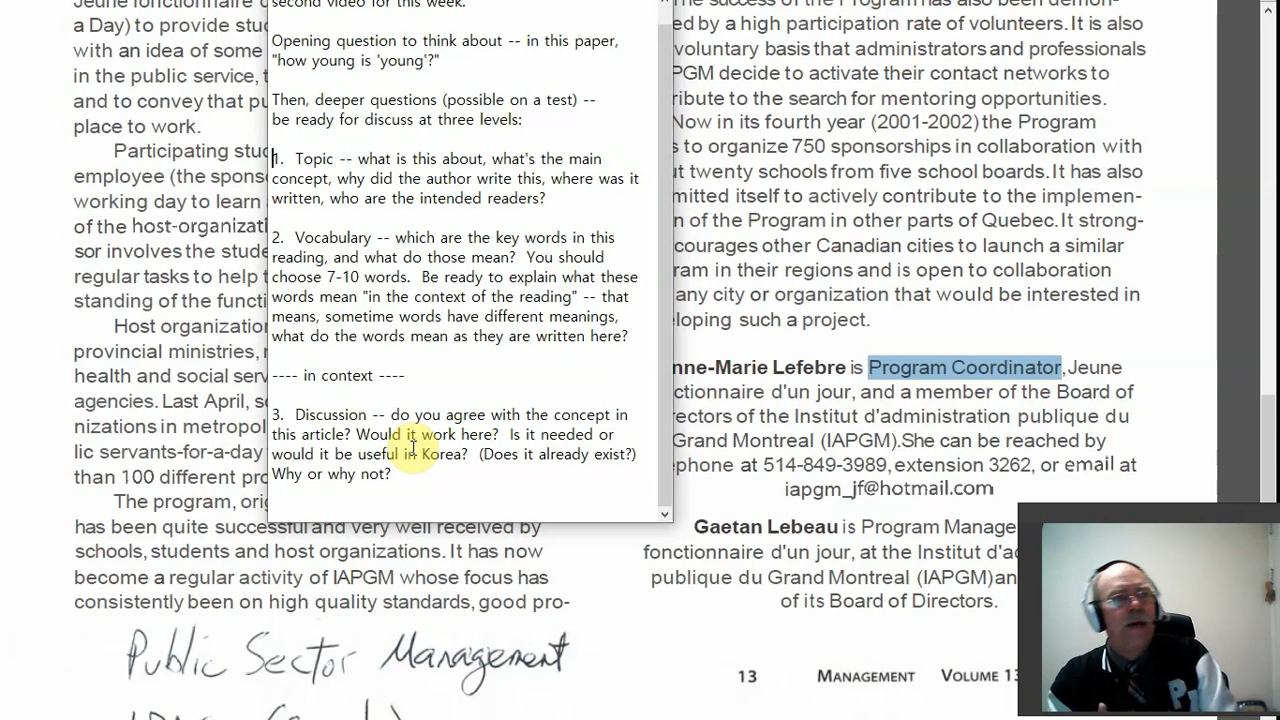 Jeune fonctionnaire d
a Day) to provide stud
with an idea of some
in the public service, t
and to convey that pu
place to work.
Participating stu
employee (the spons
working day to learn
of the host-organizati
sor involves the stude
regular tasks to help t
standing of the functi
Host organization
provincial ministries, r
health and social serv
agencies. Last April, s
nizations in metropol
lic servants-for-a-day
than 100 different pro
The program, orig
has been quite successful and very well received by
schools, students and host organizations. It has now
become a regular activity of IAPGM whose focus has
consistently been on high quality standards, good pro-
Public Sector Management
second video for this week.
Opening question to think about -- in this paper,
"how young is 'young'?"
Then, deeper questions (possible on a test) --
be ready for discuss at three levels:
1. Topic -- what is this about, what's the main
concept, why did the author write this, where was it
written, who are the intended readers?
2. Vocabulary -- which are the key words in this
reading, and what do those mean? You should
choose 7-10 words. Be ready to explain what these
words mean "in the context of the reading" -- that
means, sometime words have different meanings,
what do the words mean as they are written here?
---- in context ----
3. Discussion -- do you agree with the concept in
this article? Would it work here? Is it needed or
would it be useful in Korea? (Does it already exist?)
Why or why not?
The success of the Program has also been demon-
ed by a high participation rate of volunteers. It is also
voluntary basis that administrators and professionals
PGM decide to activate their contact networks to
ribute to the search for mentoring opportunities.
Now in its fourth year (2001-2002) the Program
s to organize 750 sponsorships in collaboration with
ut twenty schools from five school boards. It has also
mitted itself to actively contribute to the implemen-
n of the Program in other parts of Quebec. It strong-
courages other Canadian cities to launch a similar
ram in their regions and is open to collaboration
any city or organization that would be interested in
loping such a project.
nne-Marie Lefebre is Program Coordinator, Jeune
nctionnaire d'un jour, and a member of the Board of
rectors of the Institut d'administration publique du
Grand Montreal (IAPGM). She can be reached by
ephone at 514-849-3989, extension 3262, or email at
iapgm_jf@hotmail.com
Gaetan Lebeau is Program Manage
fonctionnaire d'un jour, at the Institut d'a
publique du Grand Montreal (IAPGM) an
of its Board of Directors.
13 MANAGEMENT VOLUME 13